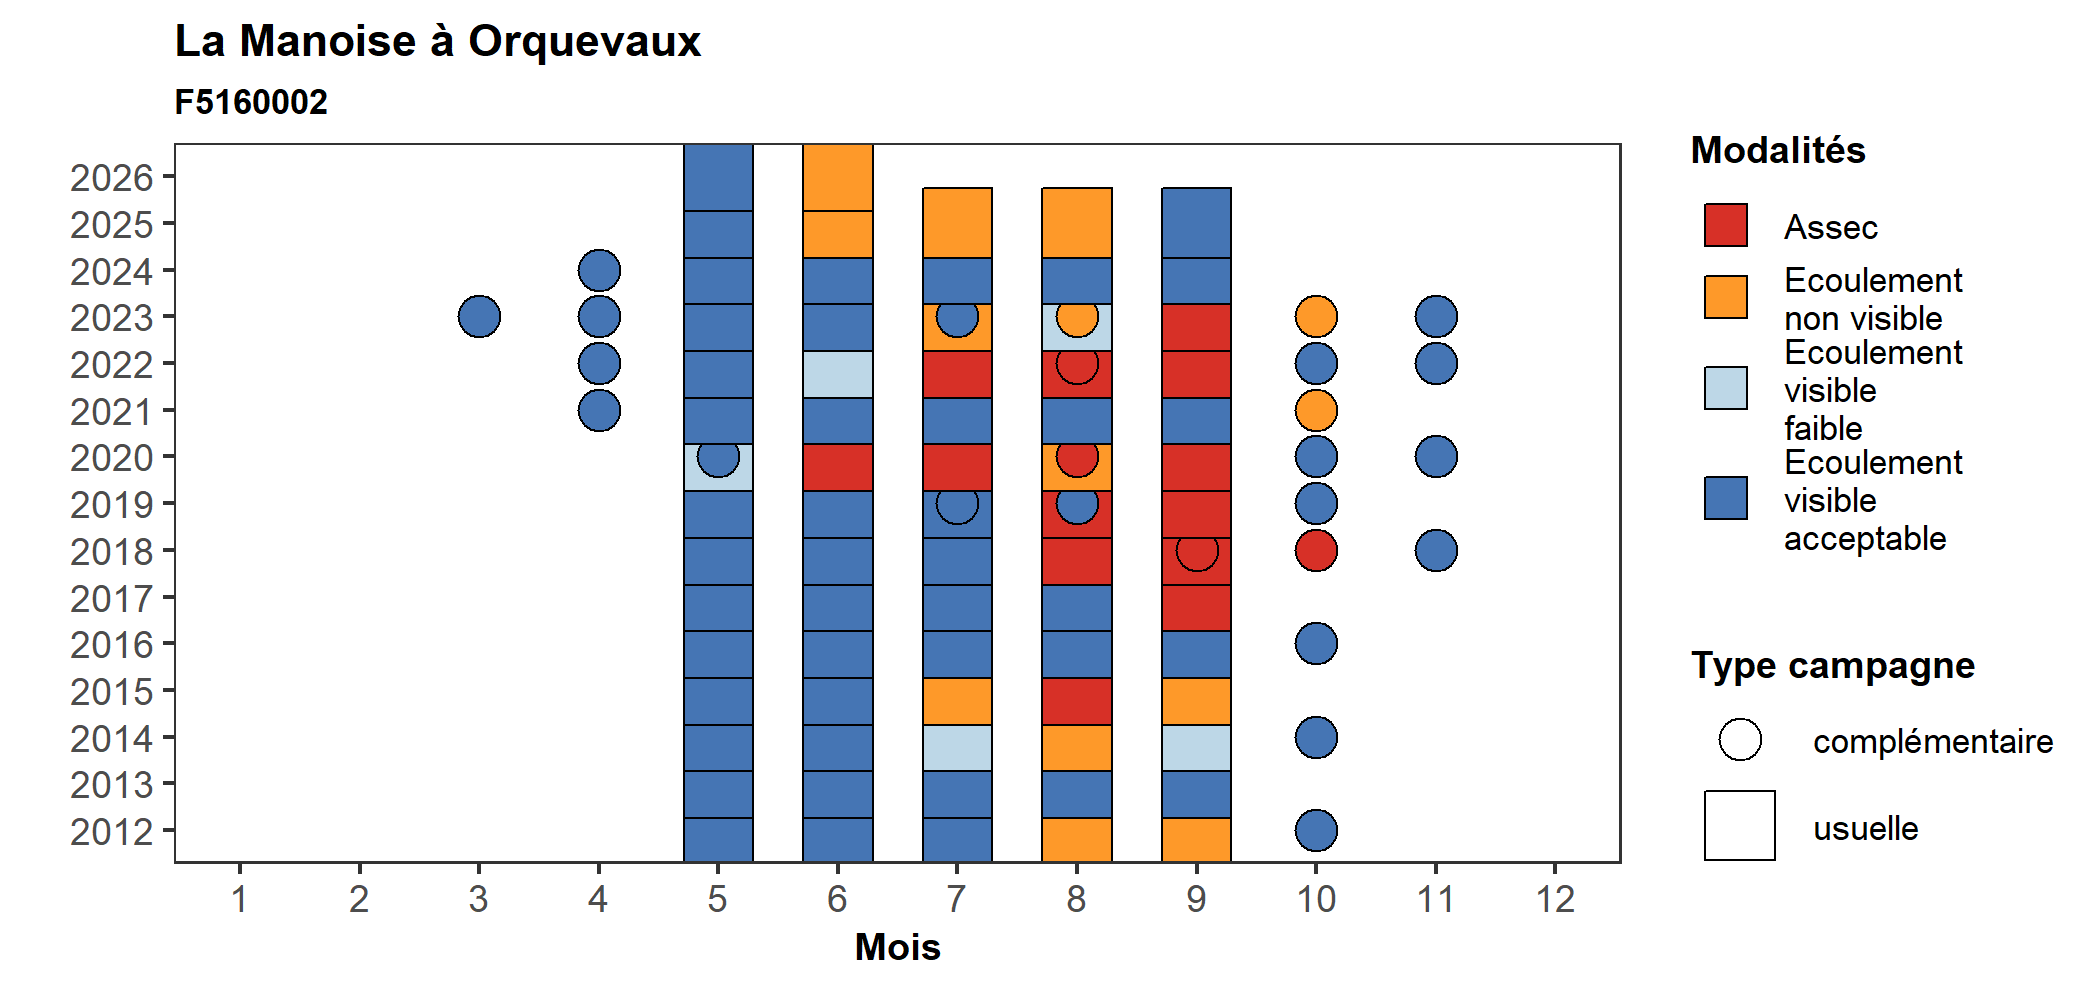 La Manoise à Orquevaux
F5160002
2026
2025
2024
2023
2022
2021
2020
2019
2018
2017
2016
2015
2014
2013
2012
1 2 3 4 5 6 7 8 9 10 11 12
Mois
Modalités
Assec
Ecoulement
non visible
Ecoulement
visible
faible
Ecoulement
visible
acceptable
Type campagne
complémentaire
usuelle